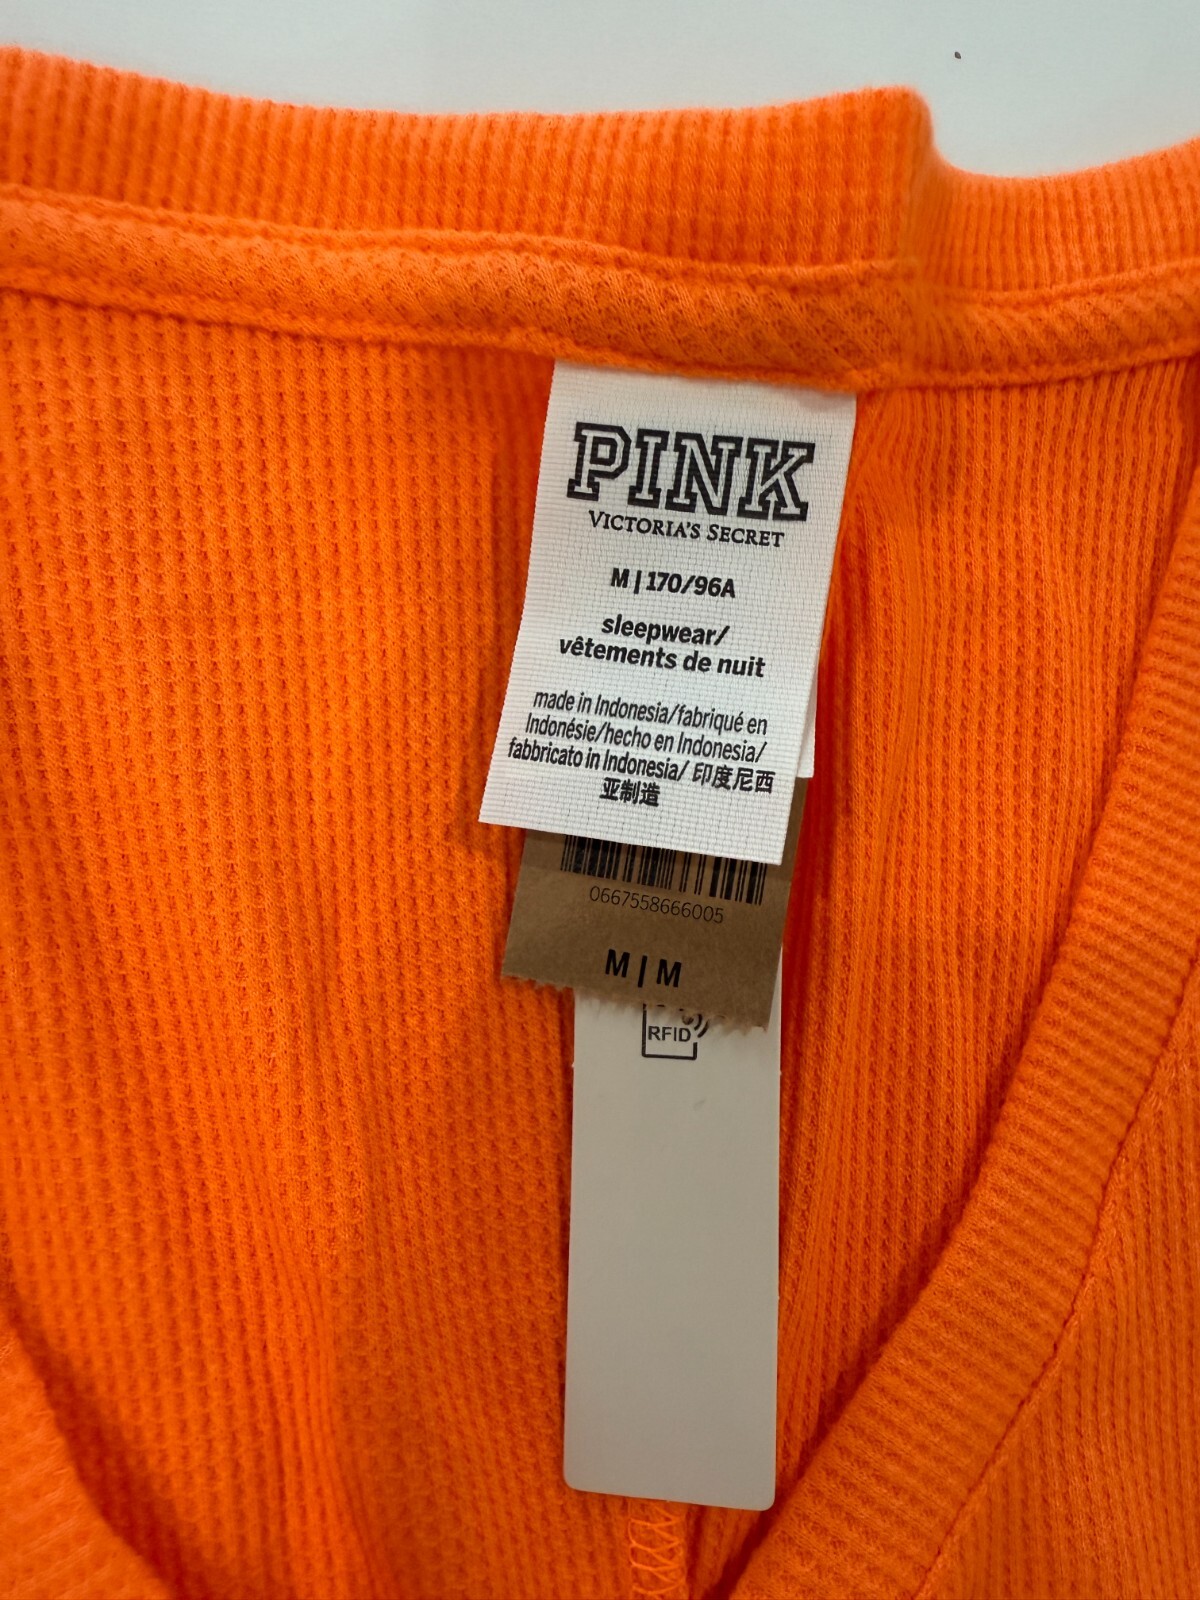 PINK
VICTORIA'S SECRET
M | 170/96A
sleepwear/
vêtements de nuit
made in Indonesia/fabriqué en
Indonésie/hecho en Indonesia/
fabbricato in Indonesia/ 印度尼西
亚制造
0667558666005
M | M
RFID